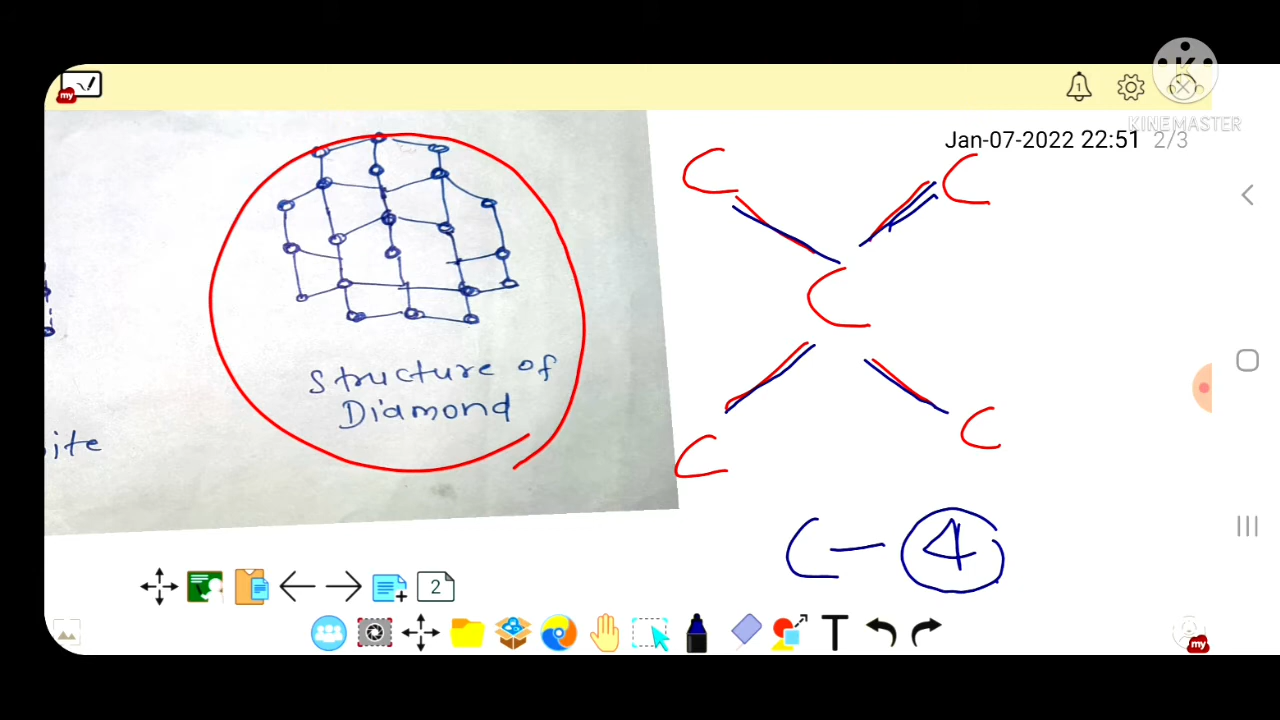 KINEMASTER
Jan-07-2022 22:51 2/3
C C
C
C C
Structure of
Diamond
ite
C - 4
2